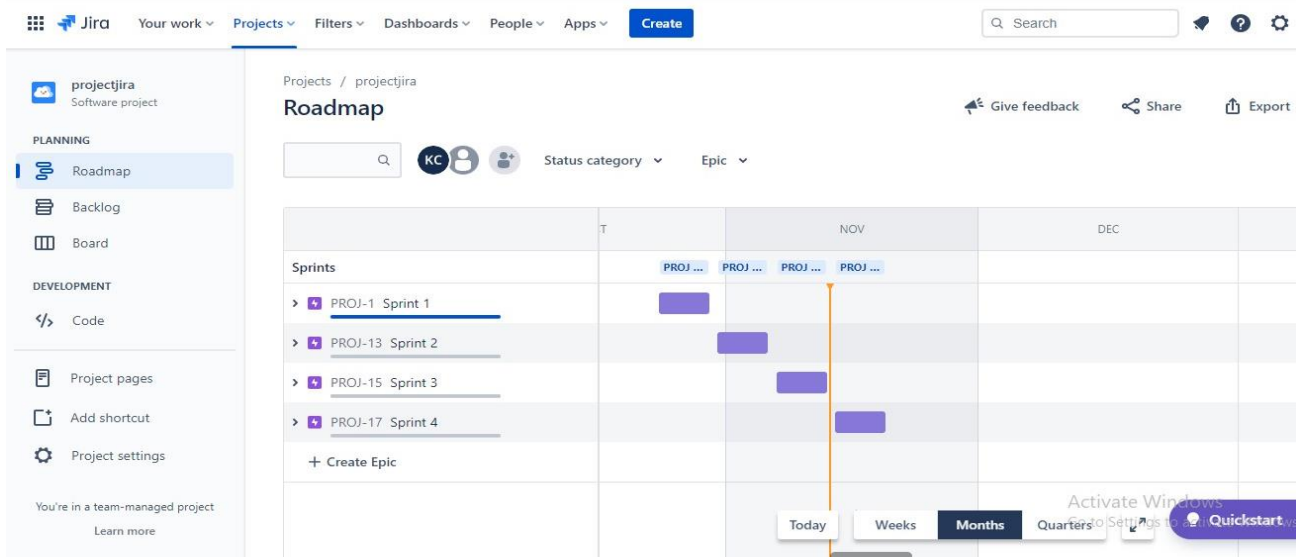 Jira Your work Projects Filters Dashboards People Apps Create Search
projectjira
Software project
PLANNING
Roadmap
Backlog
Board
DEVELOPMENT
Code
Project pages
Add shortcut
Project settings
You're in a team-managed project
Learn more
Projects / projectjira
Roadmap
Give feedback Share Export
KC Status category Epic
T NOV DEC
Sprints PROJ ... PROJ ... PROJ ... PROJ ...
PROJ-1 Sprint 1
PROJ-13 Sprint 2
PROJ-15 Sprint 3
PROJ-17 Sprint 4
+ Create Epic
Activate Windows
Go to Settings to
Today Weeks Months Quarters Quickstart